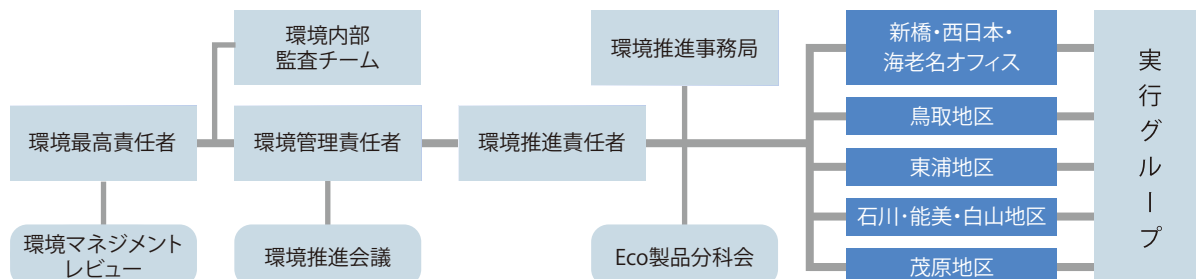 環境内部
監査チーム
環境推進事務局
新橋・西日本・
海老名オフィス
環境最高責任者
環境管理責任者
環境推進責任者
鳥取地区
東浦地区
石川・能美・白山地区
茂原地区
実行グループ
環境マネジメント
レビュー
環境推進会議
Eco製品分科会